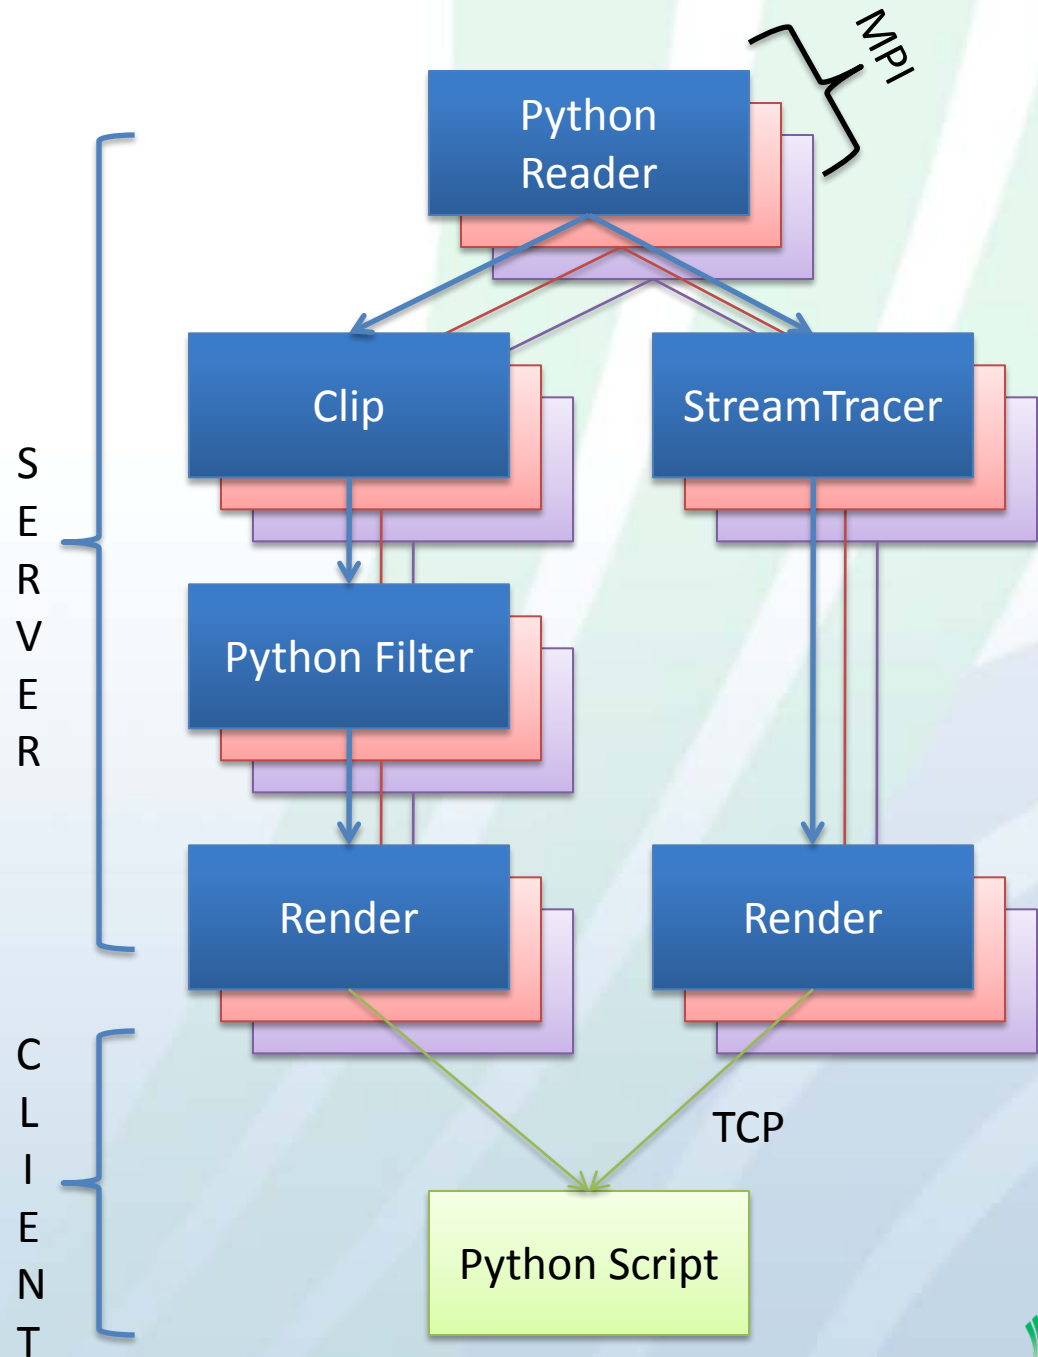 MPI
Python
Reader
Clip
StreamTracer
S
E
R
V
E
R
Python Filter
Render
Render
C
L
I
E
N
T
TCP
Python Script